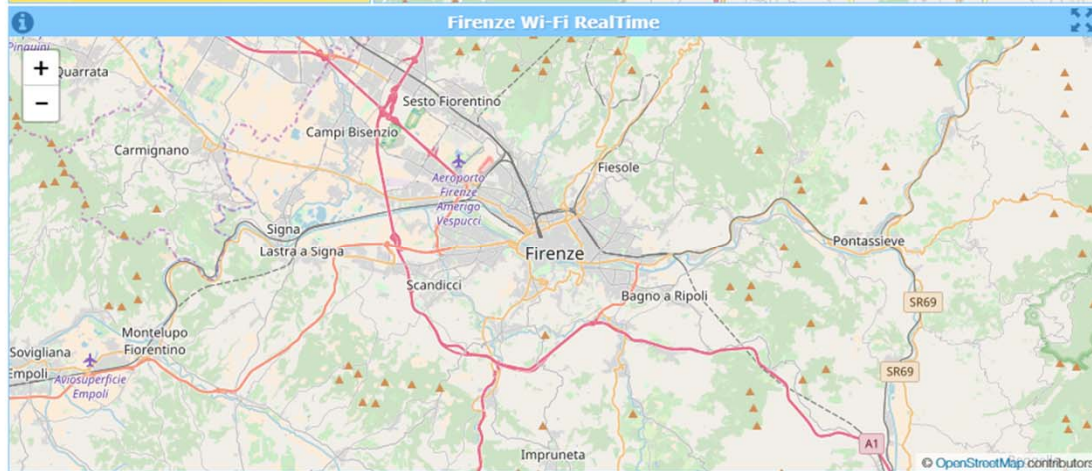 Firenze Wi-Fi RealTime
+
−
Quarrata
Sesto Fiorentino
Campi Bisenzio
Carmignano
Aeroporto
Firenze
Amerigo
Vespucci
Fiesole
Signa
Lastra a Signa
Firenze
Pontassieve
Scandicci
Bagno a Ripoli
SR69
Montelupo
Fiorentino
Sovigliana
Empoli
Aviosuperficie
Empoli
SR69
A1
Impruneta
© OpenStreetMap contributors